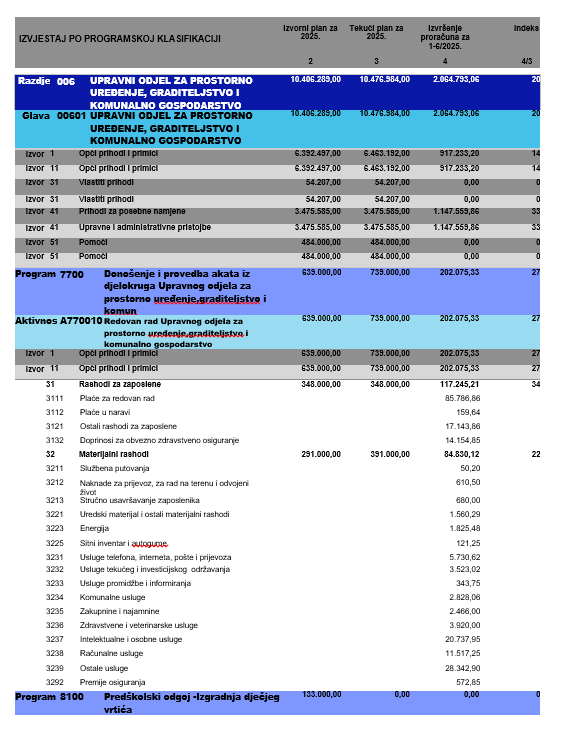 IZVJESTAJ PO PROGRAMSKOJ KLASIFIKACIJI Izvorni plan za 2025. Tekući plan za 2025. Izvršenje proračuna za 1-6/2025. Indeks
2 3 4 4/3
Razdje 006 UPRAVNI ODJEL ZA PROSTORNO 10.406.289,00 10.476.984,00 2.064.793,06 20
UREĐENJE, GRADITELJSTVO I
KOMUNALNO GOSPODARSTVO
Glava 00601 UPRAVNI ODJEL ZA PROSTORNO 10.406.289,00 10.476.984,00 2.064.793,06 20
UREĐENJE, GRADITELJSTVO I
KOMUNALNO GOSPODARSTVO
Izvor 1 Opći prihodi i primici 6.392.497,00 6.463.192,00 917.233,20 14
Izvor 11 Opći prihodi i primici 6.392.497,00 6.463.192,00 917.233,20 14
Izvor 31 Vlastiti prihodi 54.207,00 54.207,00 0,00 0
Izvor 31 Vlastiti prihodi 54.207,00 54.207,00 0,00 0
Izvor 41 Prihodi za posebne namjene 3.475.585,00 3.475.585,00 1.147.559,86 33
Izvor 41 Upravne i administrativne pristojbe 3.475.585,00 3.475.585,00 1.147.559,86 33
Izvor 51 Pomoći 484.000,00 484.000,00 0,00 0
Izvor 51 Pomoći 484.000,00 484.000,00 0,00 0
Program 7700 Donošenje i provedba akata iz 639.000,00 739.000,00 202.075,33 27
djelokruga Upravnog odjela za
prostorno uređenje,graditeljstvo i
komun
Aktivnos A770010 Redovan rad Upravnog odjela za 639.000,00 739.000,00 202.075,33 27
prostorno uređenje,graditeljstvo i
komunalno gospodarstvo
Izvor 1 Opći prihodi i primici 639.000,00 739.000,00 202.075,33 27
Izvor 11 Opći prihodi i primici 639.000,00 739.000,00 202.075,33 27
31 Rashodi za zaposlene 348.000,00 348.000,00 117.245,21 34
3111 Plaće za redovan rad 85.786,86
3112 Plaće u naravi 159,64
3121 Ostali rashodi za zaposlene 17.143,86
3132 Doprinosi za obvezno zdravstveno osiguranje 14.154,85
32 Materijalni rashodi 291.000,00 391.000,00 84.830,12 22
3211 Službena putovanja 50,20
3212 Naknade za prijevoz, za rad na terenu i odvojeni 610,50
život
3213 Stručno usavršavanje zaposlenika 680,00
3221 Uredski materijal i ostali materijalni rashodi 1.560,29
3223 Energija 1.825,48
3225 Sitni inventar i autogume 121,25
3231 Usluge telefona, interneta, pošte i prijevoza 5.730,62
3232 Usluge tekućeg i investicijskog održavanja 3.523,02
3233 Usluge promidžbe i informiranja 343,75
3234 Komunalne usluge 2.828,06
3235 Zakupnine i najamnine 2.466,00
3236 Zdravstvene i veterinarske usluge 3.920,00
3237 Intelektualne i osobne usluge 20.737,95
3238 Računalne usluge 11.517,25
3239 Ostale usluge 28.342,90
3292 Premije osiguranja 572,85
Program 8100 Predškolski odgoj -Izgradnja dječjeg 133.000,00 0,00 0,00 0
vrtića